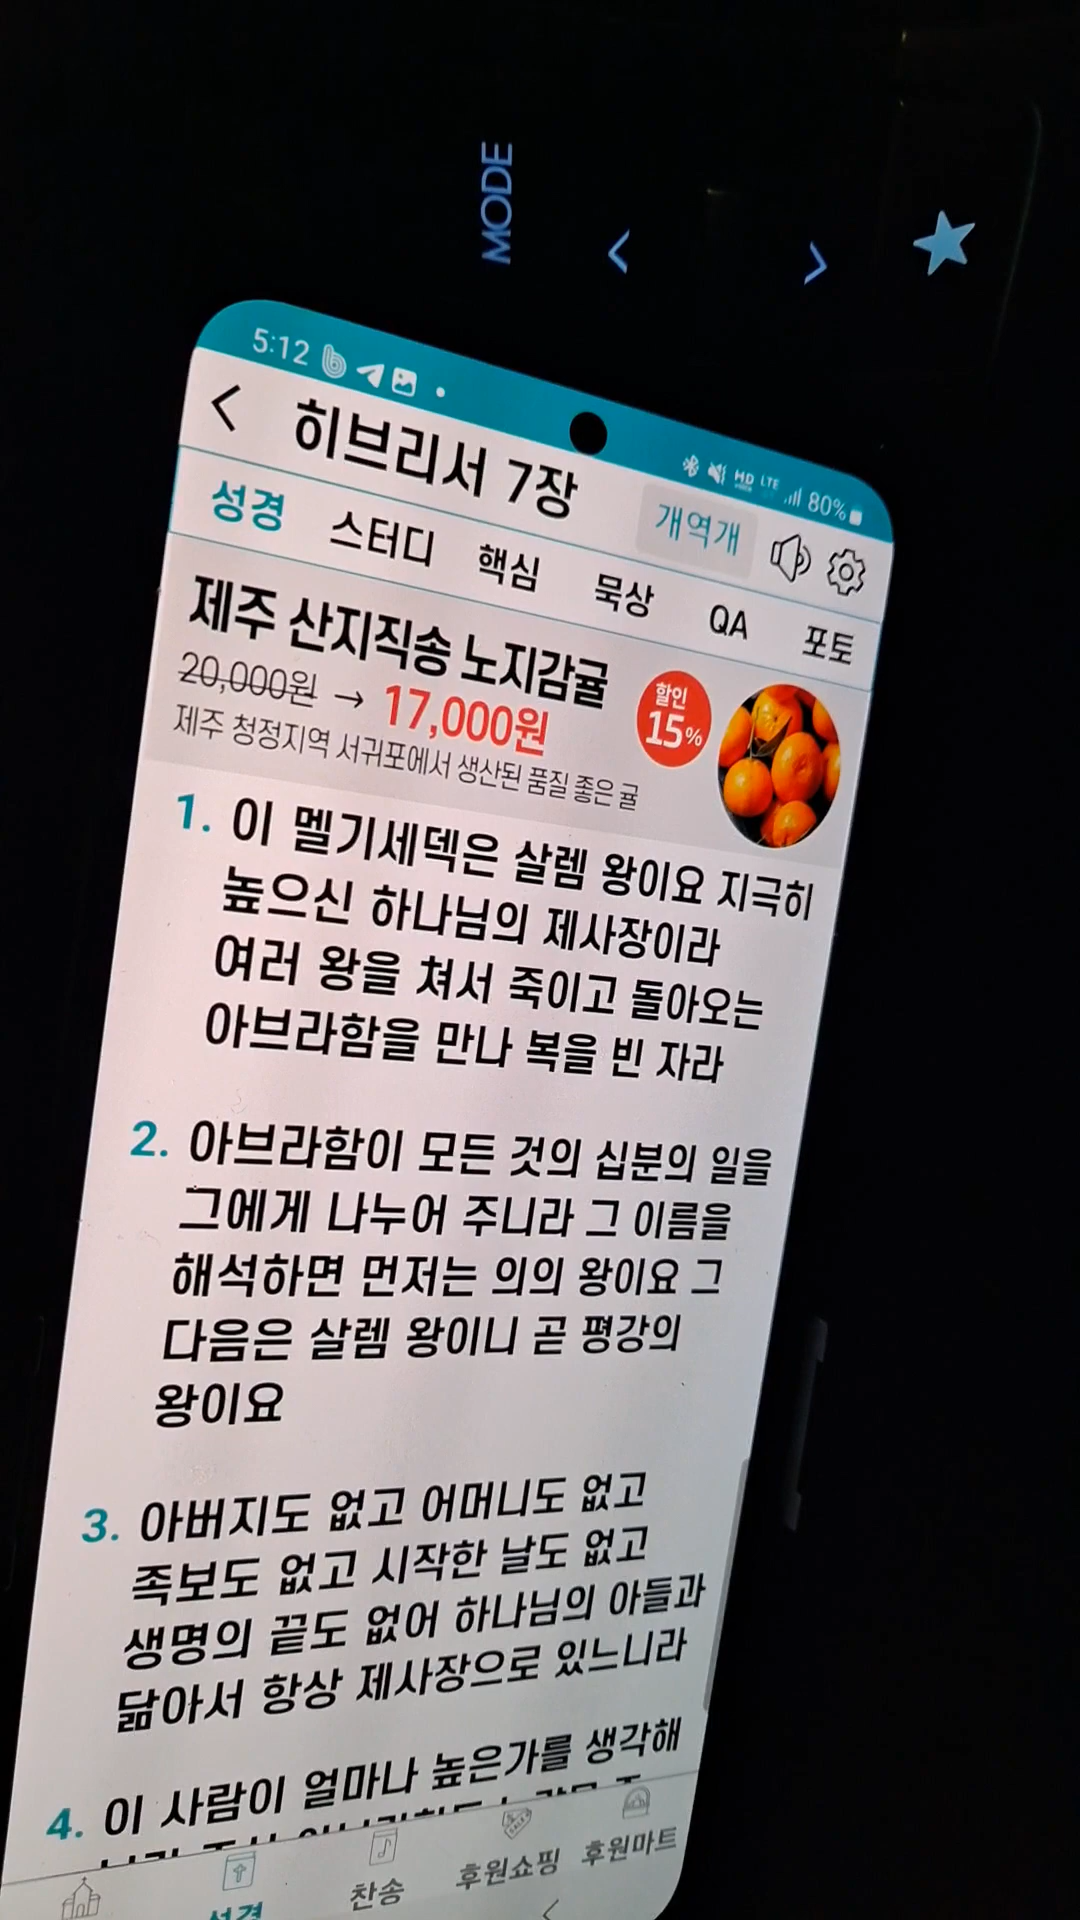 MODE
5:12
HD LTE 80%
히브리서 7장
개역개
성경 스터디 핵심 묵상 QA 포토
제주 산지직송 노지감귤
20,000원 → 17,000원
할인
15%
제주 청정지역 서귀포에서 생산된 품질 좋은 귤
1. 이 멜기세덱은 살렘 왕이요 지극히
높으신 하나님의 제사장이라
여러 왕을 쳐서 죽이고 돌아오는
아브라함을 만나 복을 빈 자라
2. 아브라함이 모든 것의 십분의 일을
그에게 나누어 주니라 그 이름을
해석하면 먼저는 의의 왕이요 그
다음은 살렘 왕이니 곧 평강의
왕이요
3. 아버지도 없고 어머니도 없고
족보도 없고 시작한 날도 없고
생명의 끝도 없어 하나님의 아들과
닮아서 항상 제사장으로 있느니라
4. 이 사람이 얼마나 높은가를 생각해
성경 찬송 후원쇼핑 후원마트